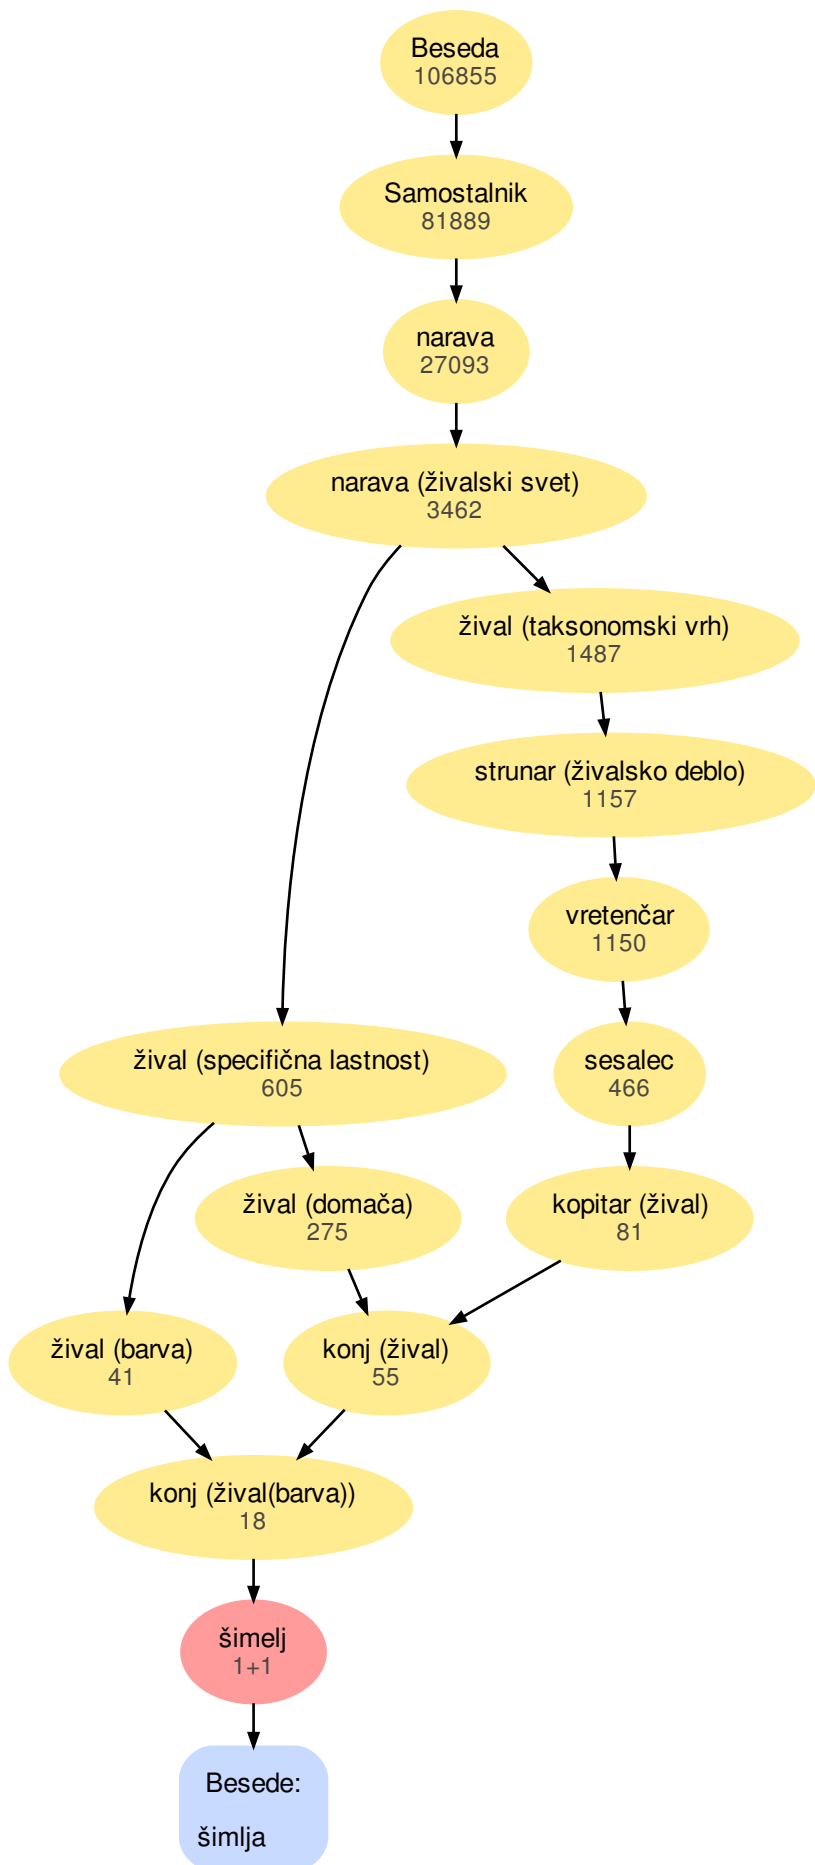 Beseda
106855
Samostalnik
81889
narava
27093
narava (živalski svet)
3462
žival (taksonomski vrh)
1487
strunar (živalsko deblo)
1157
vretenčar
1150
žival (specifična lastnost)
605
sesalec
466
žival (domača)
275
kopitar (žival)
81
žival (barva)
41
konj (žival)
55
konj (žival(barva))
18
šimelj
1+1
Besede:
šimlja